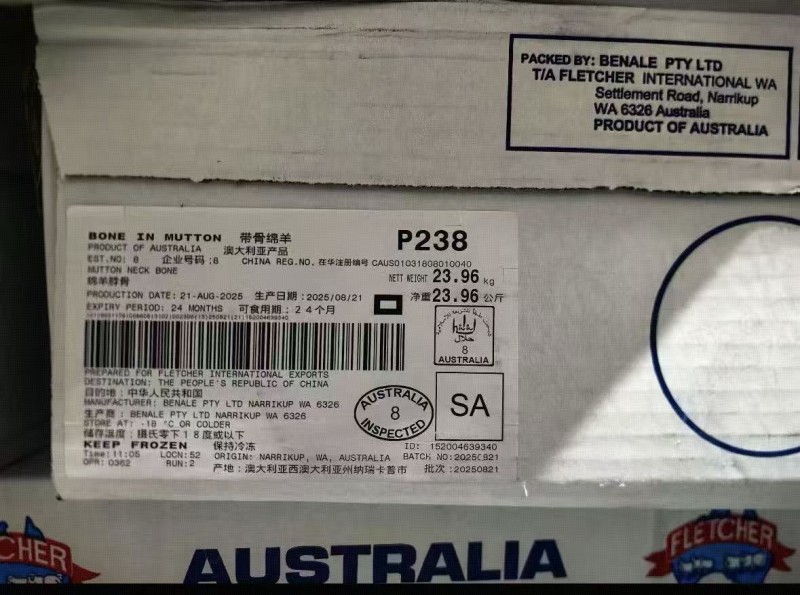 PACKED BY: BENALE PTY LTD
T/A FLETCHER INTERNATIONAL WA
Settlement Road, Narrikup
WA 6326 Australia
PRODUCT OF AUSTRALIA
BONE IN MUTTON 带骨绵羊 P238
PRODUCT OF AUSTRALIA 澳大利亚产品
EST.NO: 8 企业号码:8 CHINA REG.NO. 在华注册编号 CAUS01031808010040
MUTTON NECK BONE NETT WEIGHT 23.96 kg
绵羊脖骨
PRODUCTION DATE: 21-AUG-2025 生产日期:2025/08/21 净重 23.96 公斤
EXPIRY PERIOD: 24 MONTHS 可食用期:24个月
halal
حلال
8
AUSTRALIA
PREPARED FOR FLETCHER INTERNATIONAL EXPORTS
DESTINATION: THE PEOPLE'S REPUBLIC OF CHINA
目的地:中华人民共和国
MANUFACTURER: BENALE PTY LTD NARRIKUP WA 6326
生产商:BENALE PTY LTD NARRIKUP WA 6326
STORE AT: -18 °C OR COLDER
储存温度:摄氏零下18度或以下
AUSTRALIA
8
INSPECTED
SA
KEEP FROZEN 保持冷冻 ID: 152004639340
Time:11:05 LOCN:52 ORIGIN: NARRIKUP, WA, AUSTRALIA BATCH NO:20250821
OPR: 0362 RUN:2 产地:澳大利亚西澳大利亚州纳瑞卡普市 批次:20250821
CHER
AUSTRALIA
FLETCHER